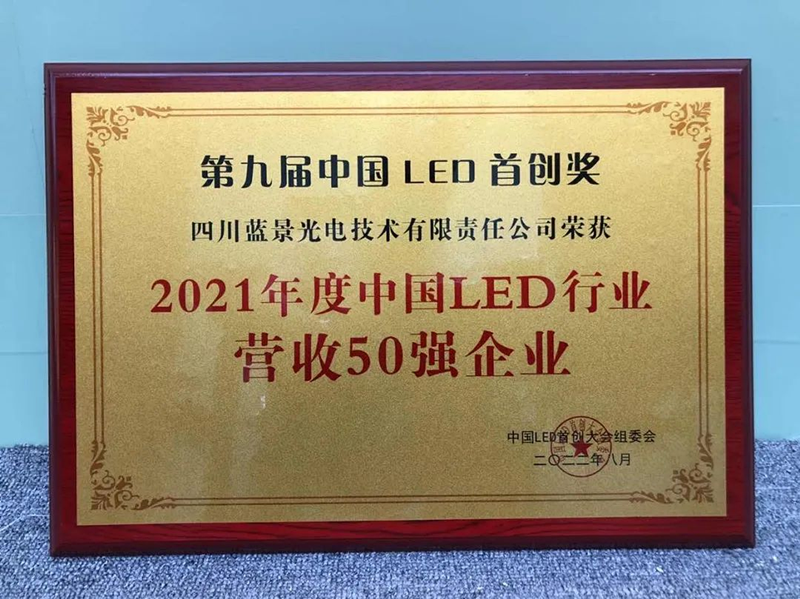 第九届中国 LED 首创奖
四川蓝景光电技术有限责任公司荣获
2021年度中国LED行业
营收50强企业
中国LED首创大会组委会
二〇二二年八月